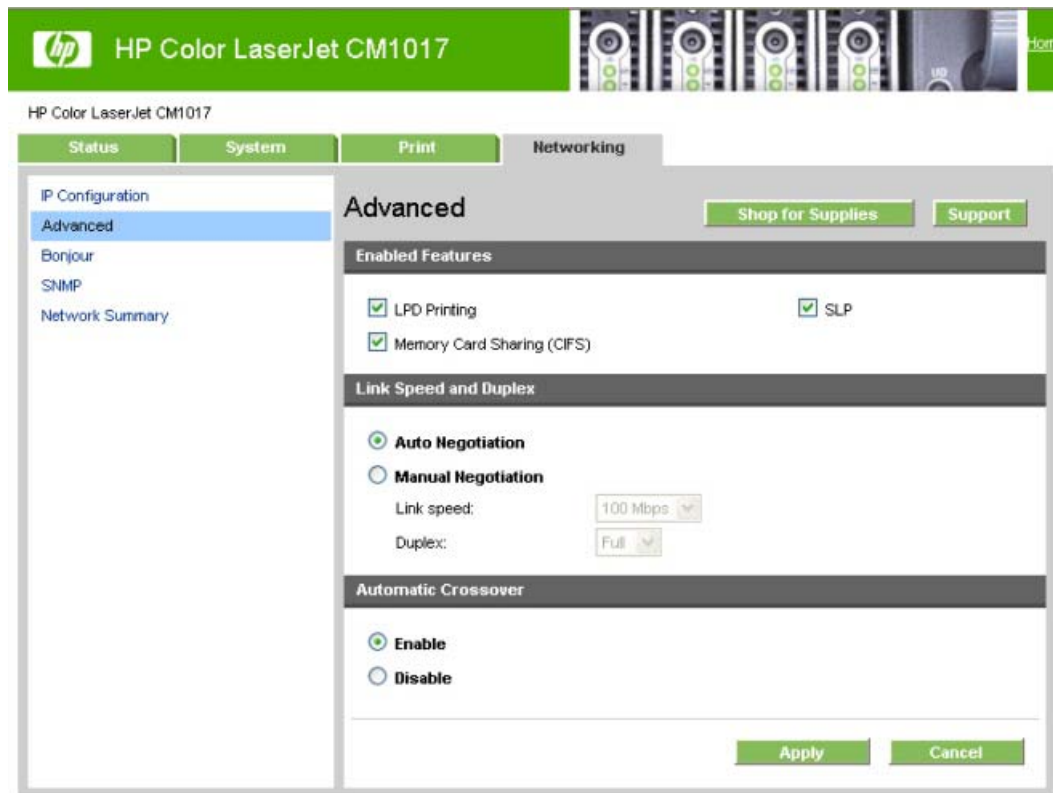 hp HP Color LaserJet CM1017
HP Color LaserJet CM1017
Status System Print Networking
IP Configuration
Advanced
Bonjour
SNMP
Network Summary
Advanced
Shop for Supplies Support
Enabled Features
LPD Printing SLP
Memory Card Sharing (CIFS)
Link Speed and Duplex
Auto Negotiation
Manual Negotiation
Link speed: 100 Mbps
Duplex: Full
Automatic Crossover
Enable
Disable
Apply Cancel